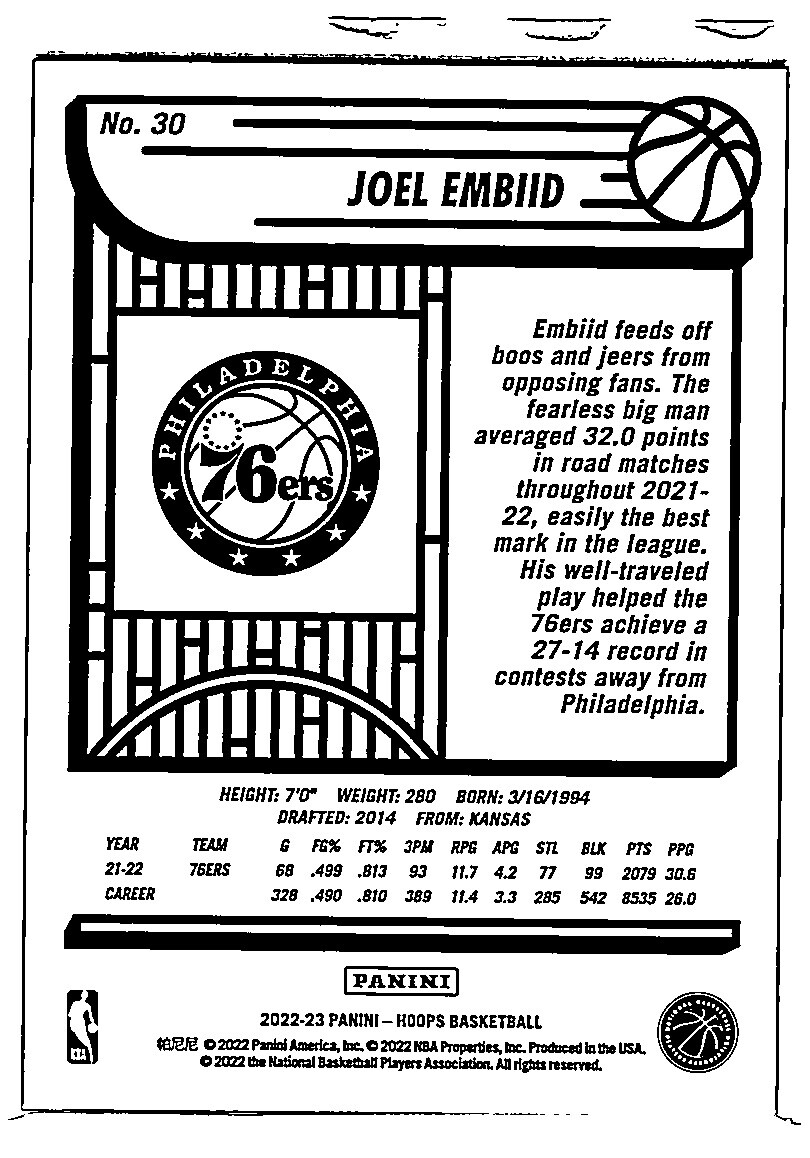 No. 30
JOEL EMBIID
PHILADELPHIA
76ers
Embiid feeds off
boos and jeers from
opposing fans. The
fearless big man
averaged 32.0 points
in road matches
throughout 2021-
22, easily the best
mark in the league.
His well-traveled
play helped the
76ers achieve a
27-14 record in
contests away from
Philadelphia.
HEIGHT: 7'0" WEIGHT: 280 BORN: 3/16/1994
DRAFTED: 2014 FROM: KANSAS
YEAR TEAM G FG% FT% 3PM RPG APG STL BLK PTS PPG
21-22 76ERS 68 .499 .813 93 11.7 4.2 77 99 2079 30.6
CAREER 328 .490 .810 389 11.4 3.3 285 542 8535 26.0
PANINI
2022-23 PANINI – HOOPS BASKETBALL
帕尼尼 © 2022 Panini America, Inc. © 2022 NBA Properties, Inc. Produced in the USA.
© 2022 the National Basketball Players Association. All rights reserved.
NBA